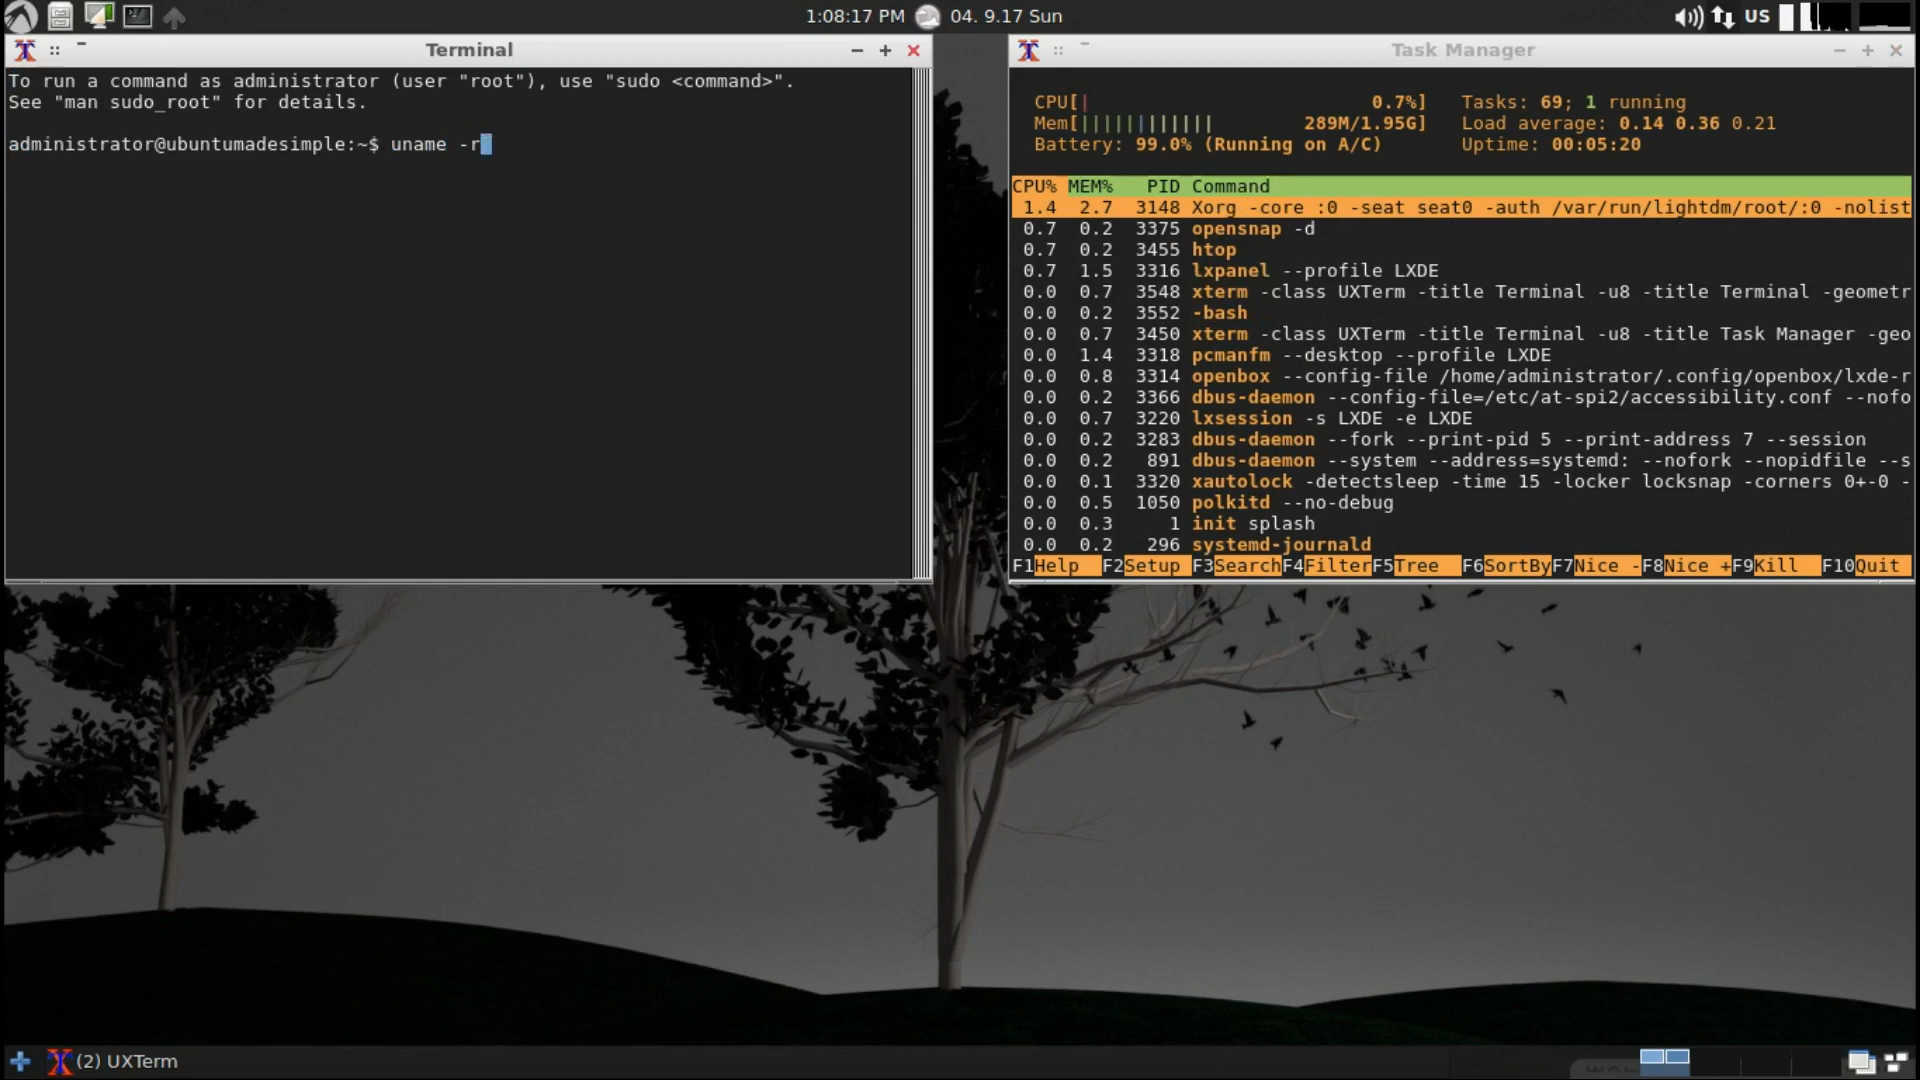 1:08:17 PM 04. 9.17 Sun US
Terminal
To run a command as administrator (user "root"), use "sudo <command>".
See "man sudo_root" for details.
administrator@ubuntumadesimple:~$ uname -r
Task Manager
CPU[| 0.7%] Tasks: 69; 1 running
Mem[|||||||||||| 289M/1.95G] Load average: 0.14 0.36 0.21
Battery: 99.0% (Running on A/C) Uptime: 00:05:20
CPU% MEM% PID Command
1.4 2.7 3148 Xorg -core :0 -seat seat0 -auth /var/run/lightdm/root/:0 -nolist
0.7 0.2 3375 opensnap -d
0.7 0.2 3455 htop
0.7 1.5 3316 lxpanel --profile LXDE
0.0 0.7 3548 xterm -class UXTerm -title Terminal -u8 -title Terminal -geometr
0.0 0.2 3552 -bash
0.0 0.7 3450 xterm -class UXTerm -title Terminal -u8 -title Task Manager -geo
0.0 1.4 3318 pcmanfm --desktop --profile LXDE
0.0 0.8 3314 openbox --config-file /home/administrator/.config/openbox/lxde-r
0.0 0.2 3366 dbus-daemon --config-file=/etc/at-spi2/accessibility.conf --nofo
0.0 0.7 3220 lxsession -s LXDE -e LXDE
0.0 0.2 3283 dbus-daemon --fork --print-pid 5 --print-address 7 --session
0.0 0.2 891 dbus-daemon --system --address=systemd: --nofork --nopidfile --s
0.0 0.1 3320 xautolock -detectsleep -time 15 -locker locksnap -corners 0+-0 -
0.0 0.5 1050 polkitd --no-debug
0.0 0.3 1 init splash
0.0 0.2 296 systemd-journald
F1Help F2Setup F3SearchF4FilterF5Tree F6SortByF7Nice -F8Nice +F9Kill F10Quit
(2) UXTerm